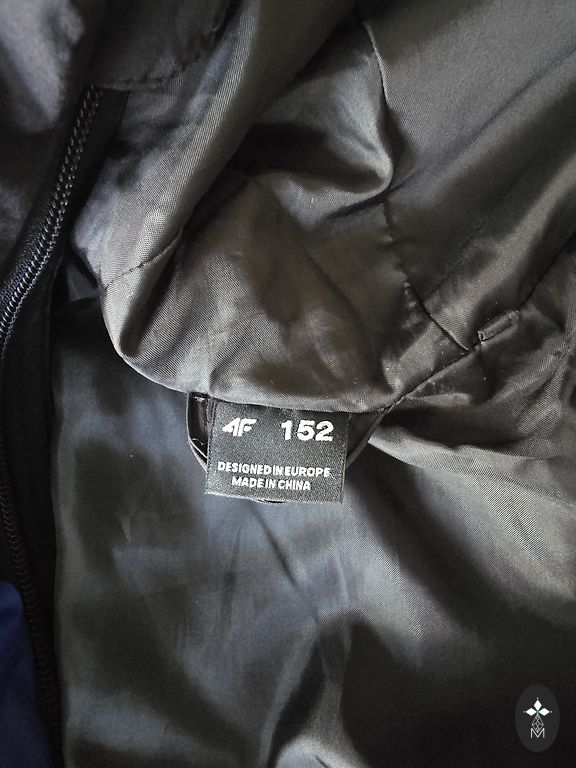 4F 152
DESIGNED IN EUROPE
MADE IN CHINA
M